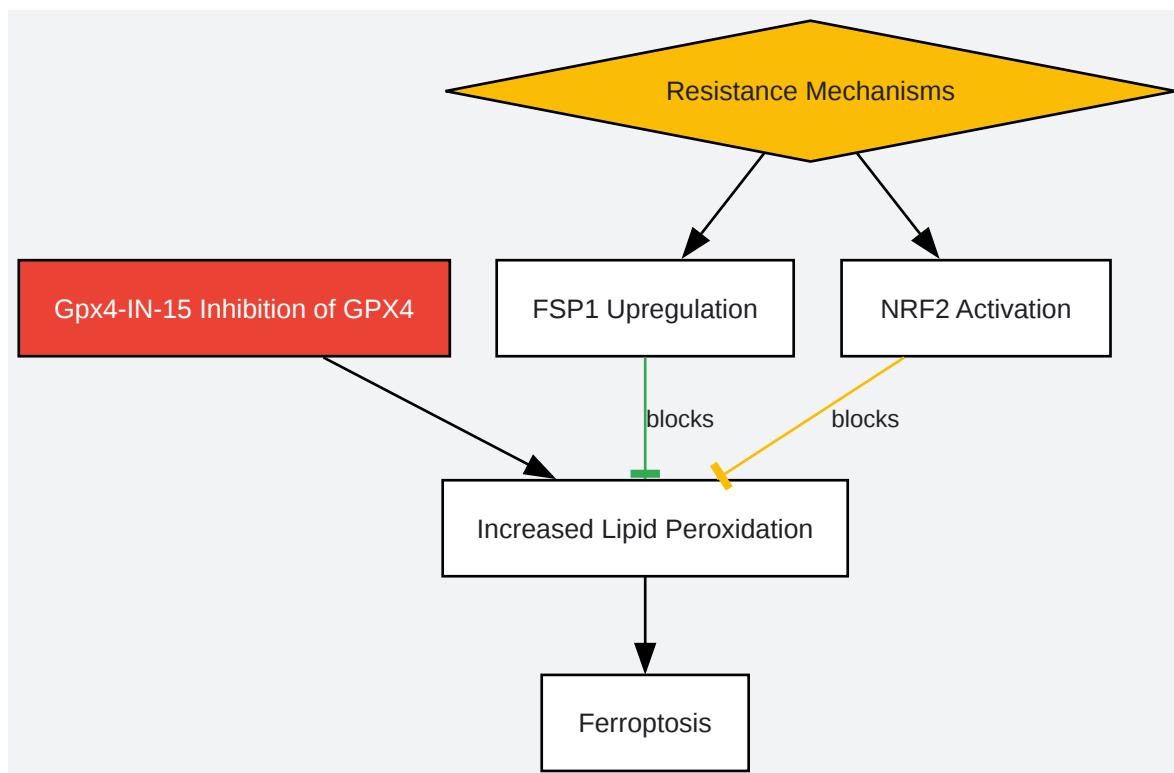 Resistance Mechanisms
Gpx4-IN-15 Inhibition of GPX4
FSP1 Upregulation
NRF2 Activation
blocks
blocks
Increased Lipid Peroxidation
Ferroptosis